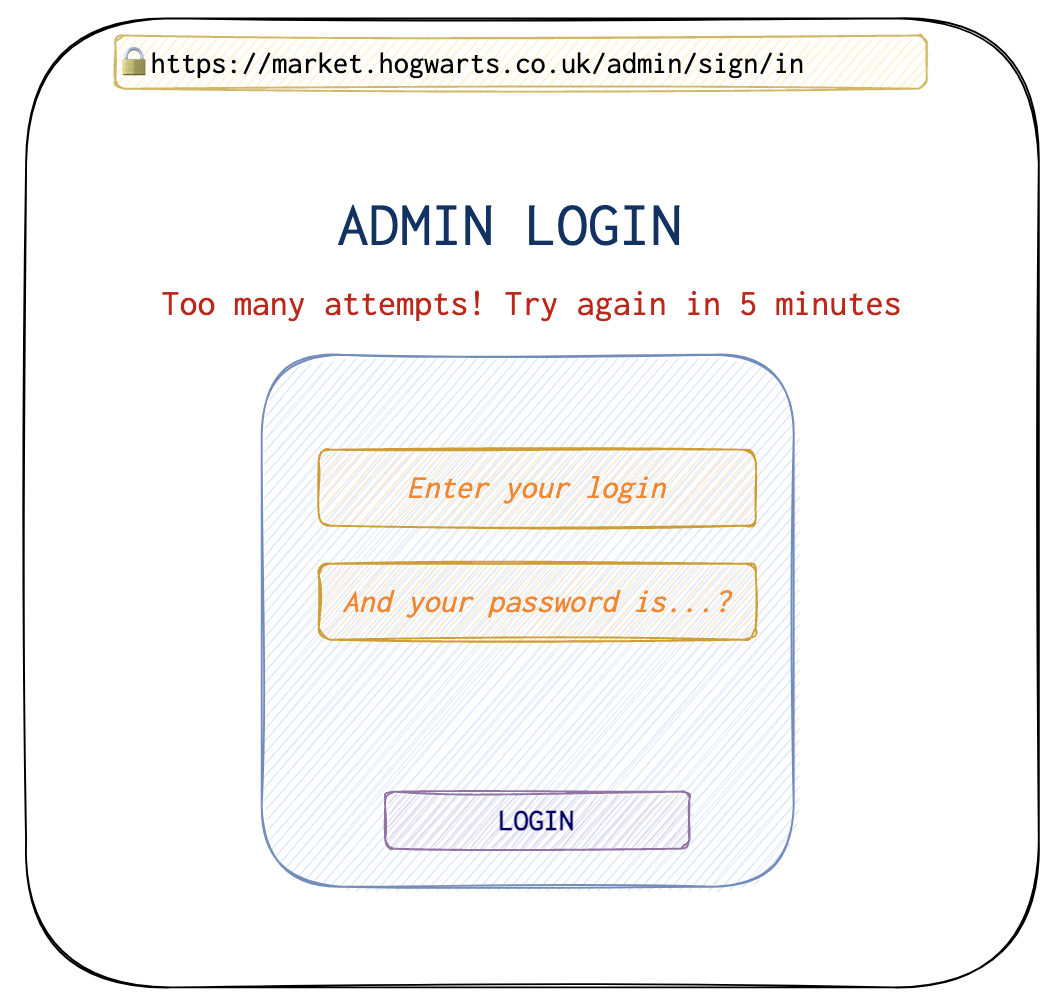 https://market.hogwarts.co.uk/admin/sign/in
ADMIN LOGIN
Too many attempts! Try again in 5 minutes
Enter your login
And your password is...?
LOGIN